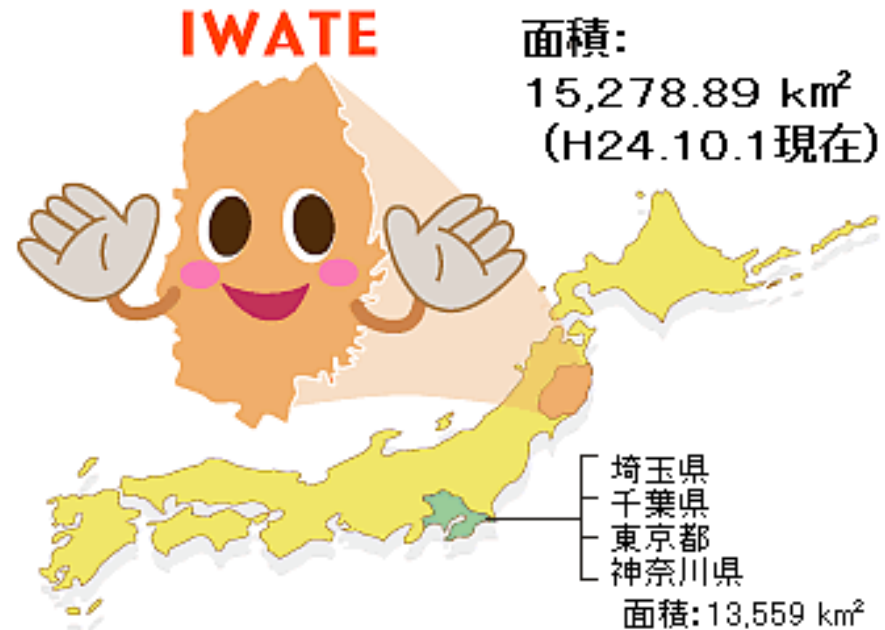 IWATE
面積:
15,278.89 km²
(H24.10.1現在)
埼玉県
千葉県
東京都
神奈川県
面積:13,559 km²